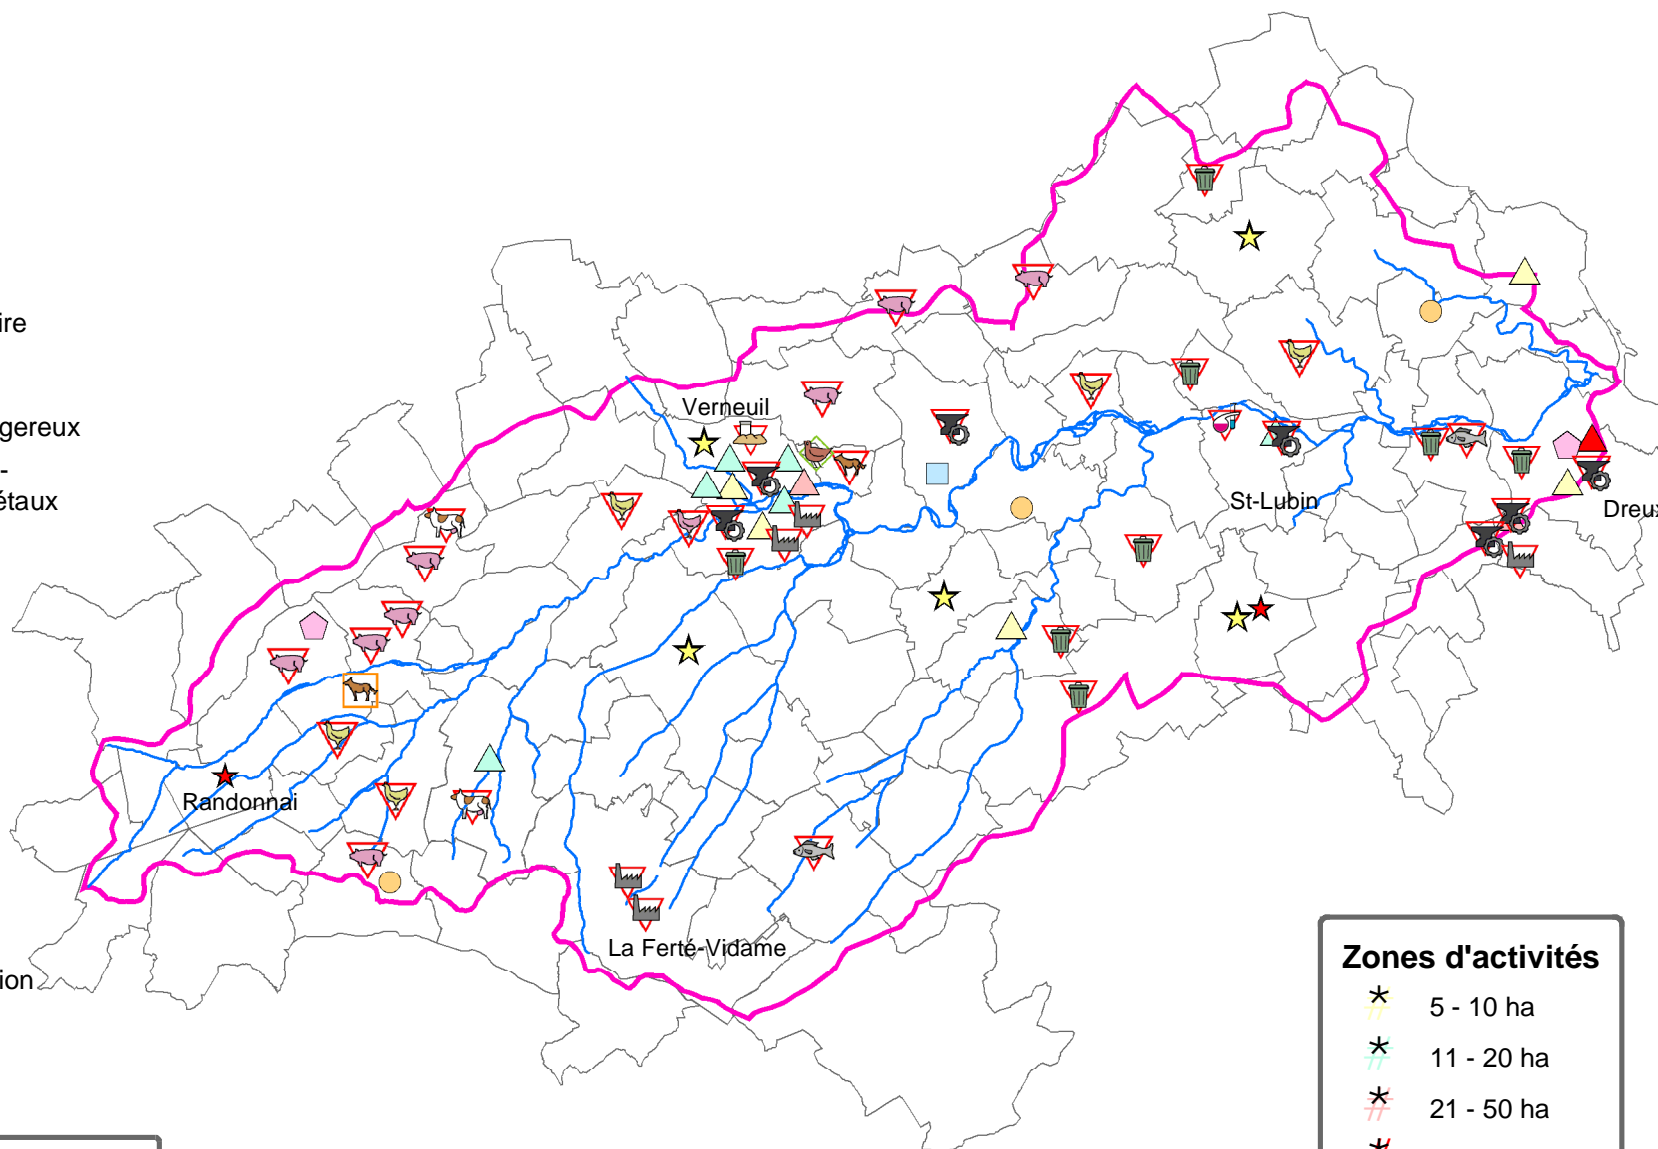 ire
gereux
-
étaux
ion
Verneuil
St-Lubin
Dreux
Randonnai
La Ferté-Vidame
Zones d'activités
5 - 10 ha
11 - 20 ha
21 - 50 ha